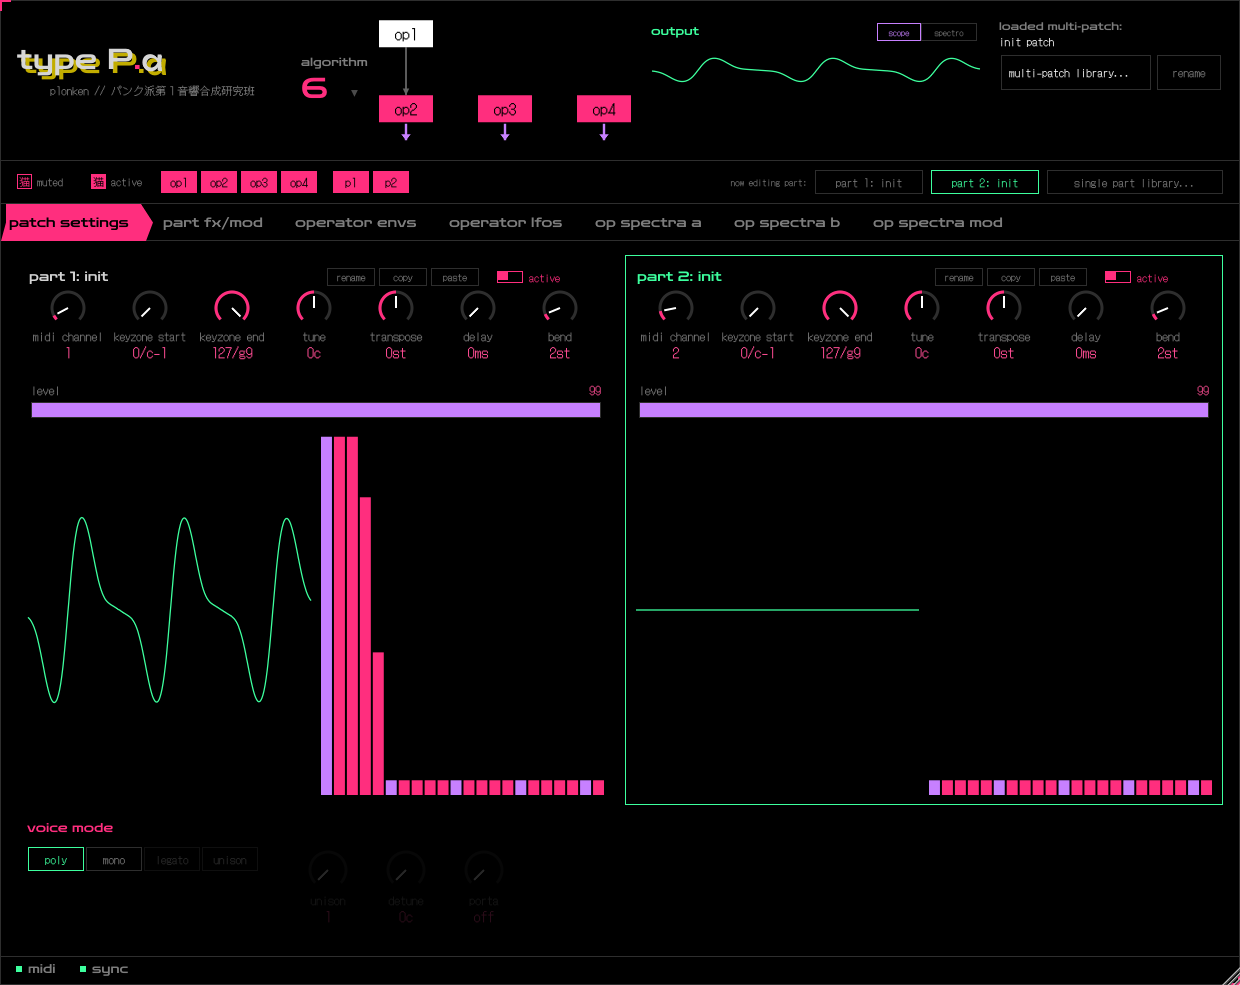 type P.a
plonken // パンク派第1音響合成研究班
algorithm
6
op1
op2
op3
op4
output
scope
spectro
loaded multi-patch:
init patch
multi-patch library...
rename
猫 muted
猫 active
op1
op2
op3
op4
p1
p2
now editing part:
part 1: init
part 2: init
single part library...
patch settings
part fx/mod
operator envs
operator lfos
op spectra a
op spectra b
op spectra mod
part 1: init
rename
copy
paste
active
midi channel
keyzone start
keyzone end
tune
transpose
delay
bend
1
0/c-1
127/g9
0c
0st
0ms
2st
level
99
part 2: init
rename
copy
paste
active
midi channel
keyzone start
keyzone end
tune
transpose
delay
bend
2
0/c-1
127/g9
0c
0st
0ms
2st
level
99
voice mode
poly
mono
legato
unison
unison
detune
porta
1
0c
off
midi
sync